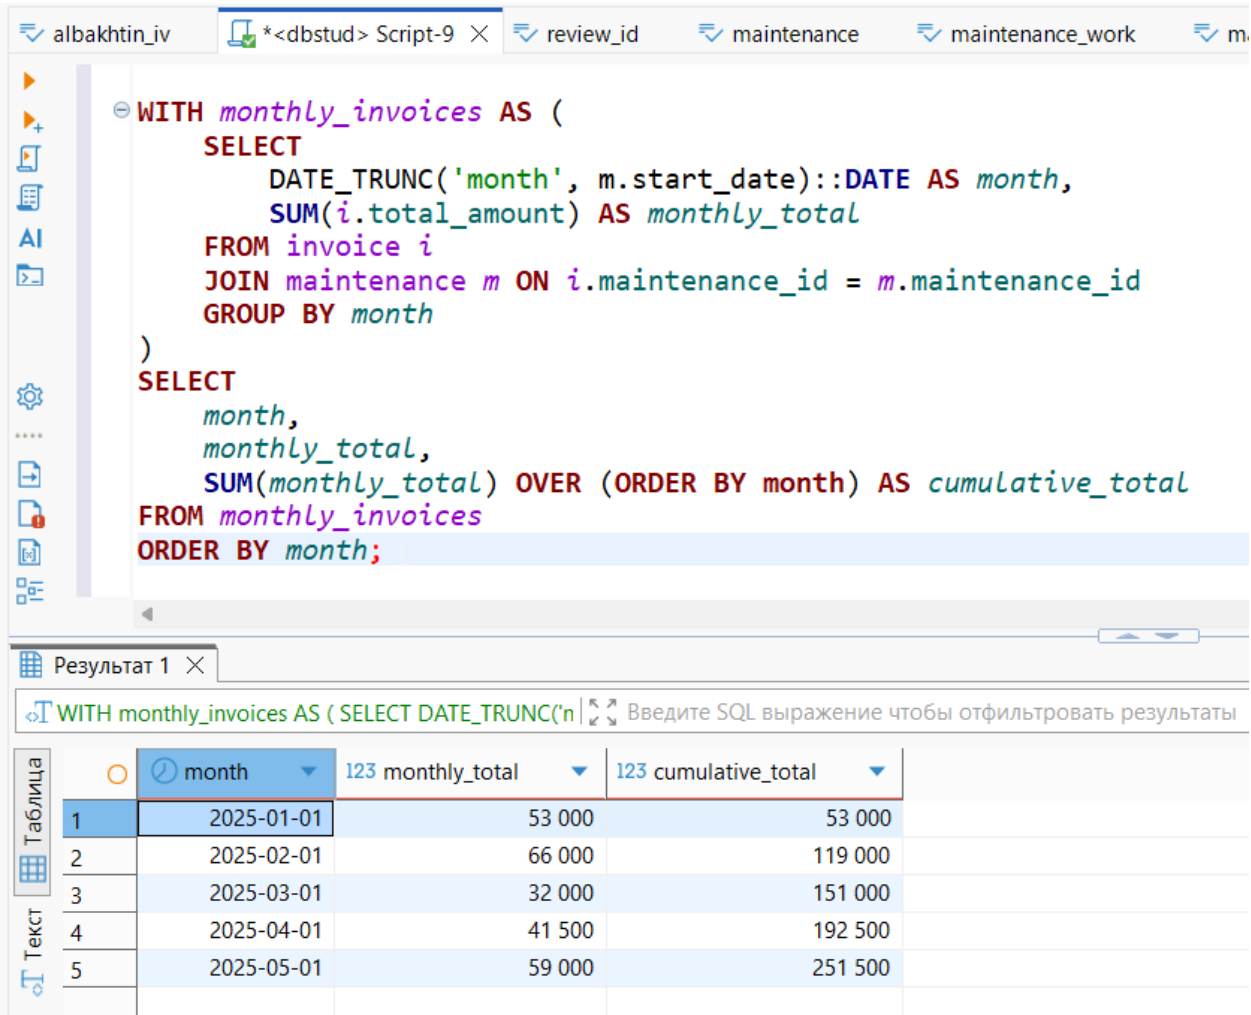 albakhtin_iv *<dbstud> Script-9 review_id maintenance maintenance_work
WITH monthly_invoices AS (
SELECT
DATE_TRUNC('month', m.start_date)::DATE AS month,
SUM(i.total_amount) AS monthly_total
FROM invoice i
JOIN maintenance m ON i.maintenance_id = m.maintenance_id
GROUP BY month
)
SELECT
month,
monthly_total,
SUM(monthly_total) OVER (ORDER BY month) AS cumulative_total
FROM monthly_invoices
ORDER BY month;
AI
Результат 1
WITH monthly_invoices AS ( SELECT DATE_TRUNC('n Введите SQL выражение чтобы отфильтровать результаты
Таблица
Текст
month 123 monthly_total 123 cumulative_total
1 2025-01-01 53 000 53 000
2 2025-02-01 66 000 119 000
3 2025-03-01 32 000 151 000
4 2025-04-01 41 500 192 500
5 2025-05-01 59 000 251 500